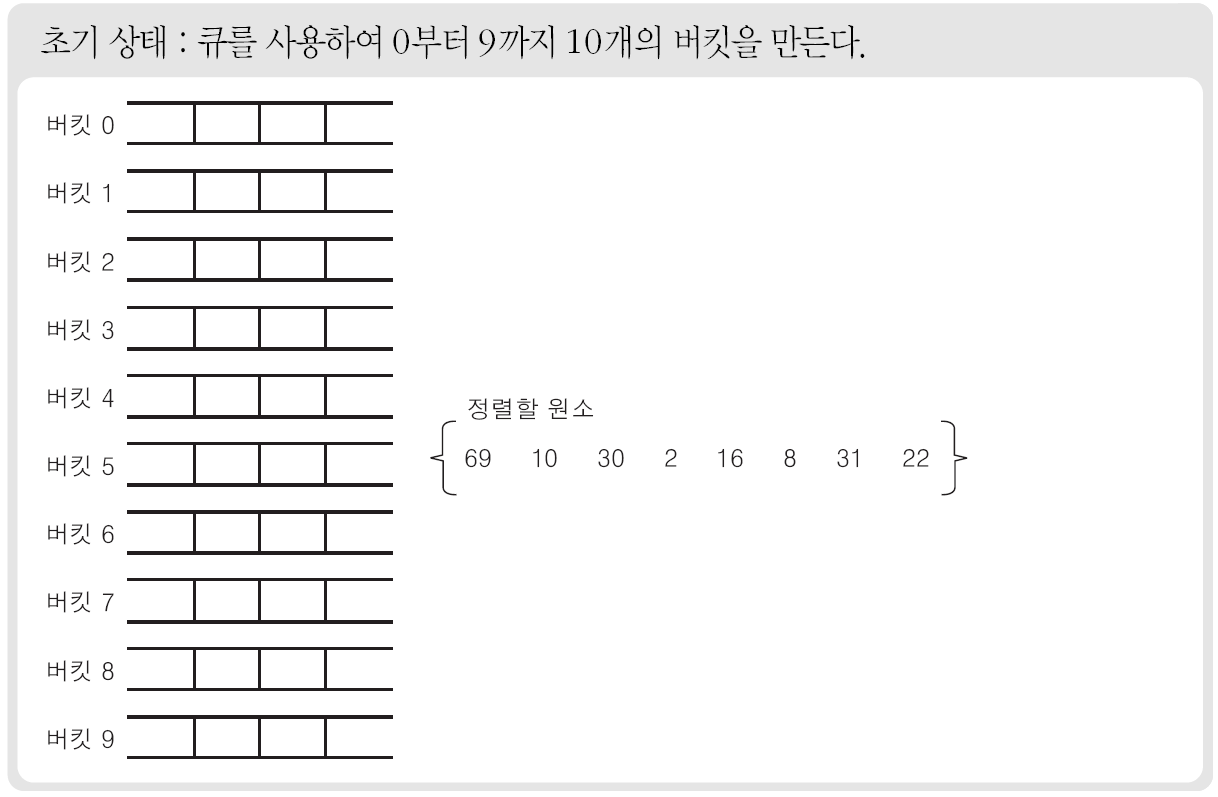 초기 상태 : 큐를 사용하여 0부터 9까지 10개의 버킷을 만든다.
버킷 0
버킷 1
버킷 2
버킷 3
버킷 4
정렬할 원소
버킷 5
69 10 30 2 16 8 31 22
버킷 6
버킷 7
버킷 8
버킷 9